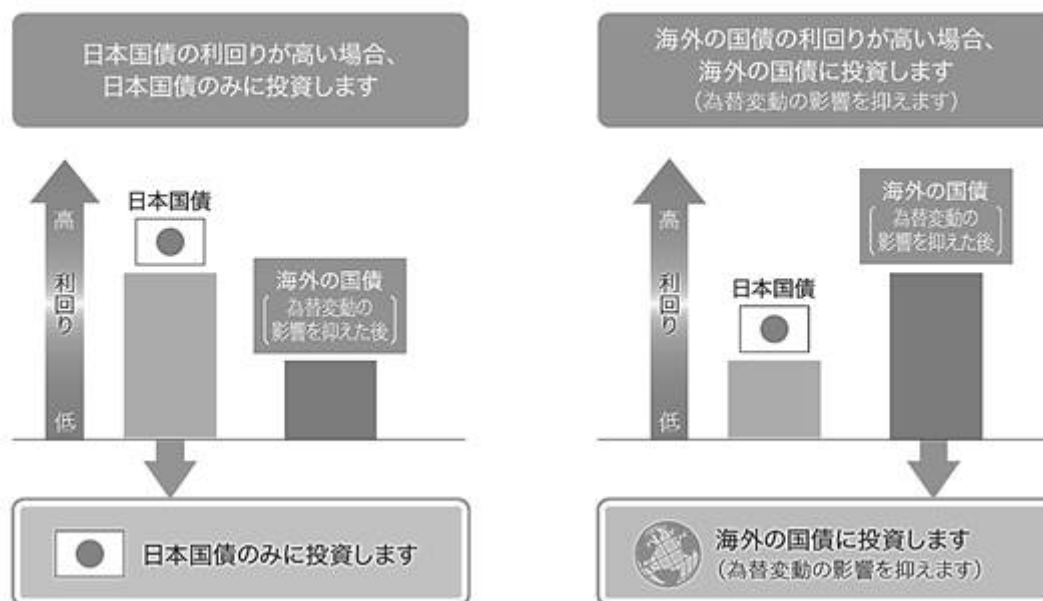 日本国債の利回りが高い場合、
日本国債のみに投資します
高
利回り
低
日本国債
海外の国債
為替変動の
影響を抑えた後
日本国債のみに投資します
海外の国債の利回りが高い場合、
海外の国債に投資します
(為替変動の影響を抑えます)
高
利回り
低
日本国債
海外の国債
為替変動の
影響を抑えた後
海外の国債に投資します
(為替変動の影響を抑えます)